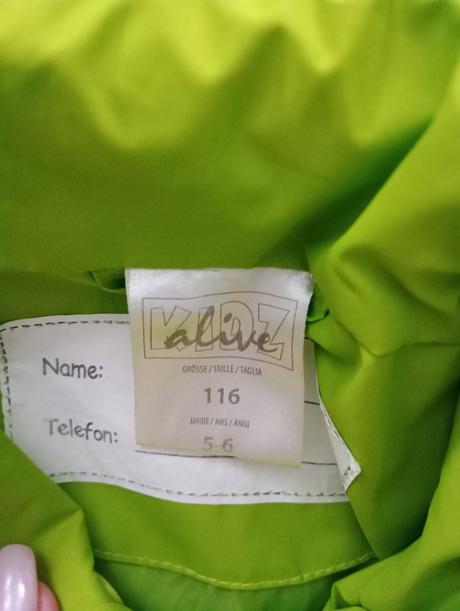 KIDZ
alive
GRÖSSE / TAILLE / TAGLIA
116
JAHRE / ANS / ANNI
5-6
Name:
Telefon: